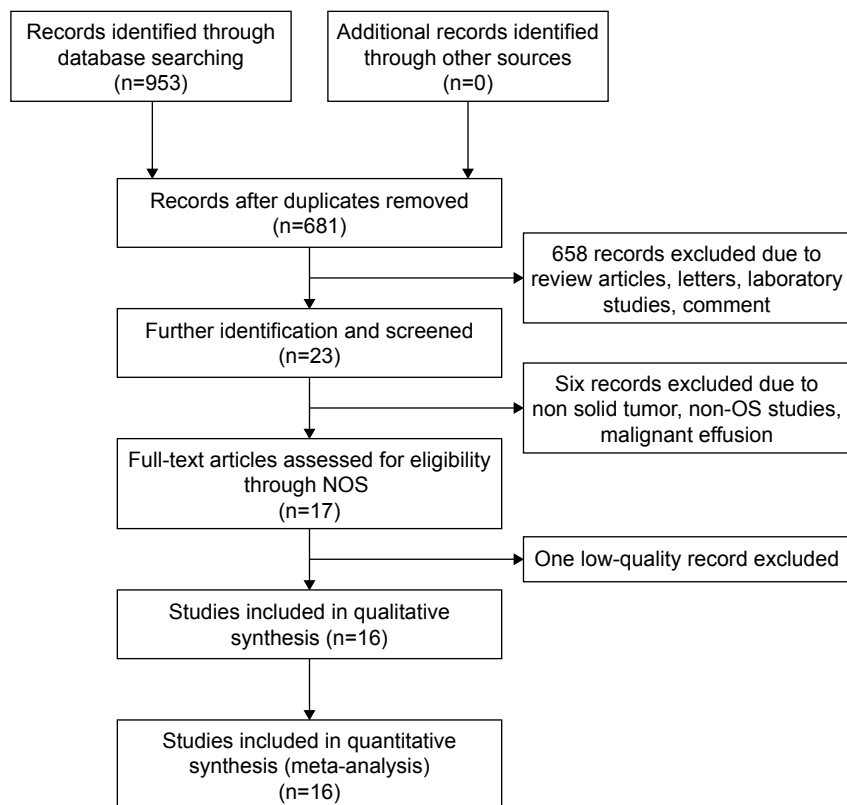 Records identified through
database searching
(n=953)
Additional records identified
through other sources
(n=0)
Records after duplicates removed
(n=681)
658 records excluded due to
review articles, letters, laboratory
studies, comment
Further identification and screened
(n=23)
Six records excluded due to
non solid tumor, non-OS studies,
malignant effusion
Full-text articles assessed for eligibility
through NOS
(n=17)
One low-quality record excluded
Studies included in qualitative
synthesis (n=16)
Studies included in quantitative
synthesis (meta-analysis)
(n=16)